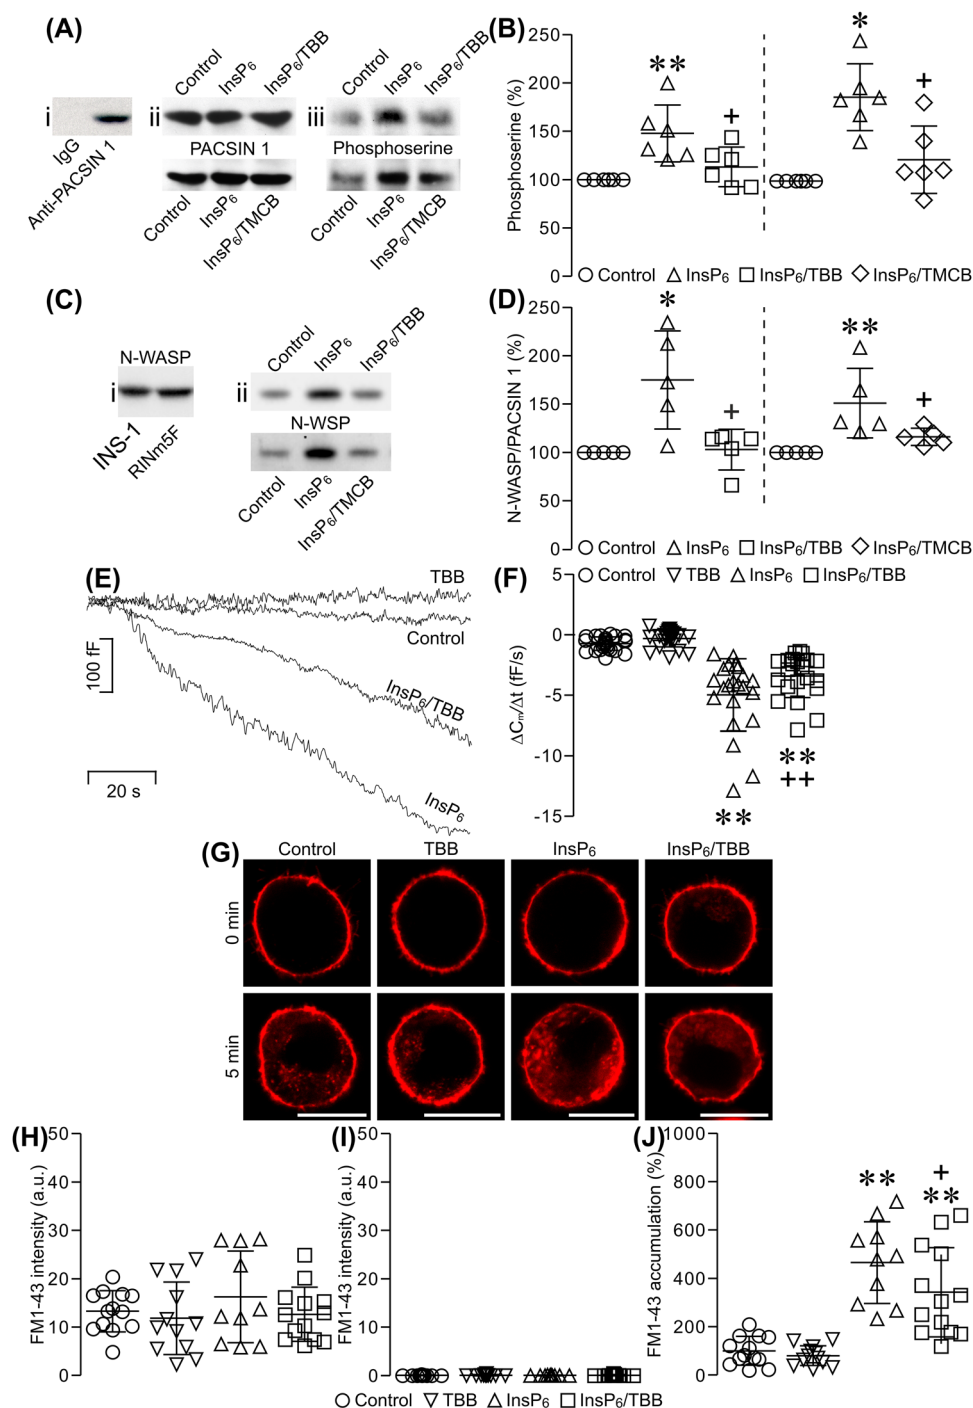 (A)
Control InsP6 InsP6/TBB
Control InsP6 InsP6/TBB
i ii iii
IgG
Anti-PACSIN 1
PACSIN 1
Phosphoserine
Control InsP6 InsP6/TMCB
Control InsP6 InsP6/TMCB
(B)
Phosphoserine (%)
250
200
150
100
50
0
** + * +
Control InsP6 InsP6/TBB InsP6/TMCB
(C)
N-WASP
i
INS-1 RINm5F
Control InsP6 InsP6/TBB
ii
N-WSP
Control InsP6 InsP6/TMCB
(D)
N-WASP/PACSIN 1 (%)
250
200
150
100
50
0
* + ** +
Control InsP6 InsP6/TBB InsP6/TMCB
(E)
TBB
Control
InsP6/TBB
InsP6
100 fF
20 s
(F)
Control TBB InsP6 InsP6/TBB
ΔCm/Δt (fF/s)
5
0
-5
-10
-15
**
**
++
(G)
Control TBB InsP6 InsP6/TBB
0 min
5 min
(H)
FM1-43 intensity (a.u.)
50
40
30
20
10
0
(I)
FM1-43 intensity (a.u.)
50
40
30
20
10
0
(J)
FM1-43 accumulation (%)
1000
800
600
400
200
0
**
+
**
Control TBB InsP6 InsP6/TBB